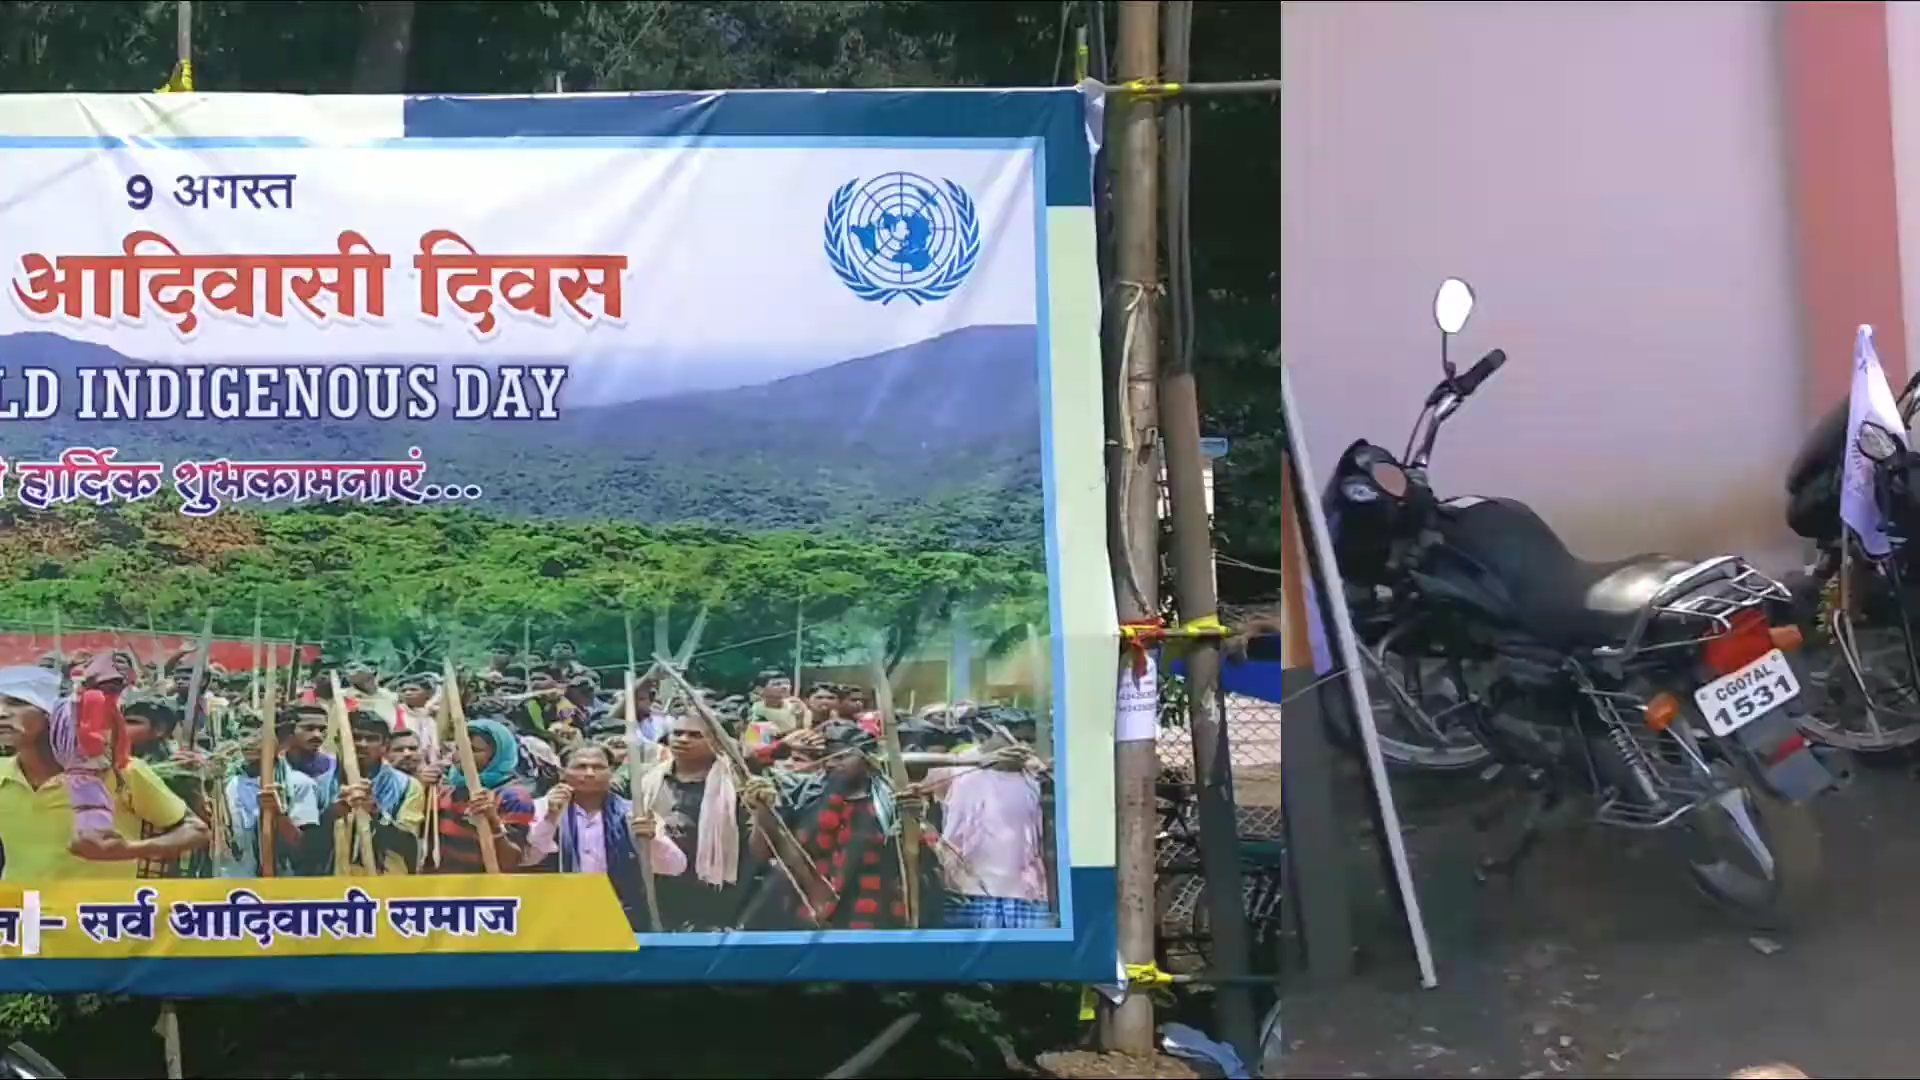 9 अगस्त
आदिवासी दिवस
LD INDIGENOUS DAY
हार्दिक शुभकामनाएं...
त - सर्व आदिवासी समाज
CG07AL
1531